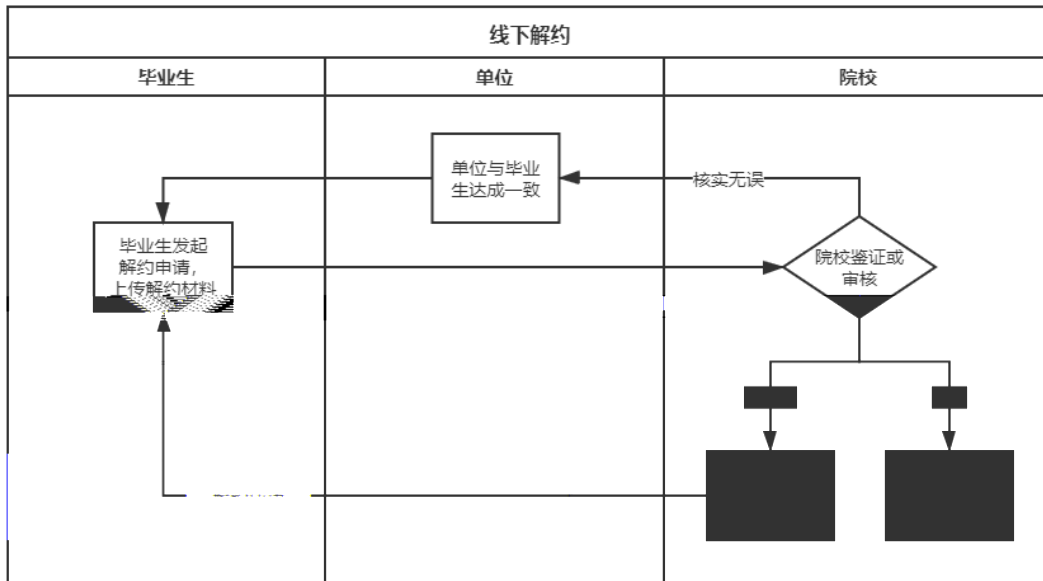 线下解约
毕业生
单位
院校
单位与毕业
生达成一致
核实无误
毕业生发起
解约申请，
上传解约材料
院校鉴证或
审核